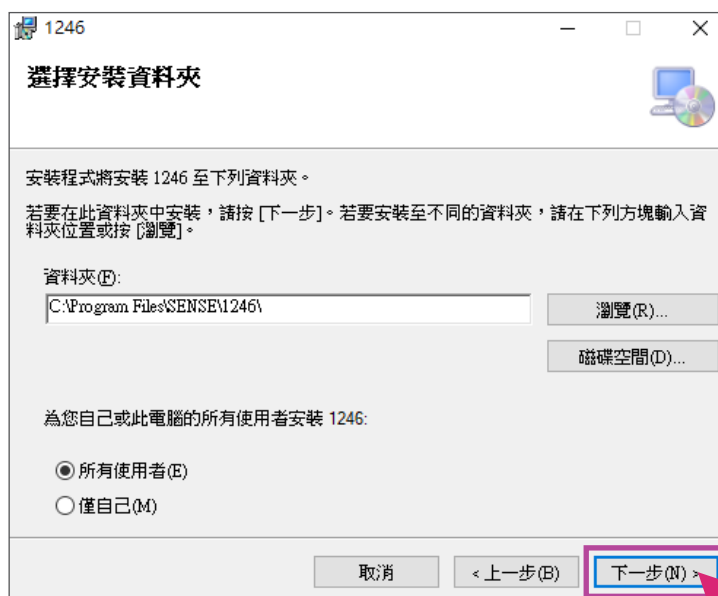 1246
選擇安裝資料夾
安裝程式將安裝 1246 至下列資料夾。
若要在此資料夾中安裝，請按 [下一步]。若要安裝至不同的資料夾，請在下列方塊輸入資
料夾位置或按 [瀏覽]。
資料夾(F):
C:\Program Files\SENSE\1246\
瀏覽(R)...
磁碟空間(D)...
為您自己或此電腦的所有使用者安裝 1246:
所有使用者(E)
僅自己(M)
取消
<上一步(B)
下一步(N) >